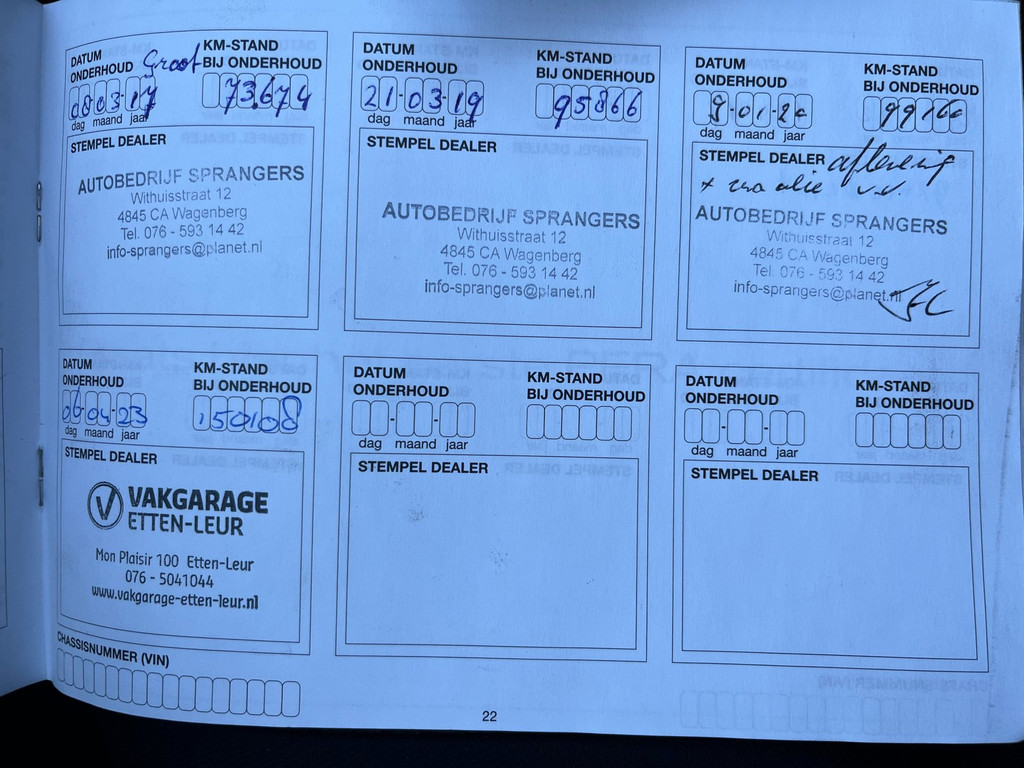 DATUM
ONDERHOUD Groot
KM-STAND
BIJ ONDERHOUD
08 03 17
73.674
dag maand jaar
STEMPEL DEALER
AUTOBEDRIJF SPRANGERS
Withuisstraat 12
4845 CA Wagenberg
Tel. 076 - 593 14 42
info-sprangers@planet.nl
DATUM
ONDERHOUD
KM-STAND
BIJ ONDERHOUD
21-03-19
95866
dag maand jaar
STEMPEL DEALER
AUTOBEDRIJF SPRANGERS
Withuisstraat 12
4845 CA Wagenberg
Tel. 076 - 593 14 42
info-sprangers@planet.nl
DATUM
ONDERHOUD
KM-STAND
BIJ ONDERHOUD
9-01-20
99160
dag maand jaar
STEMPEL DEALER aflevering
AUTOBEDRIJF SPRANGERS
Withuisstraat 12
4845 CA Wagenberg
Tel. 076 - 593 14 42
info-sprangers@planet.nl
DATUM
ONDERHOUD
KM-STAND
BIJ ONDERHOUD
06-04-23
150108
dag maand jaar
STEMPEL DEALER
VAKGARAGE
ETTEN-LEUR
Mon Plaisir 100 Etten-Leur
076 - 5041044
www.vakgarage-etten-leur.nl
DATUM
ONDERHOUD
KM-STAND
BIJ ONDERHOUD
dag maand jaar
STEMPEL DEALER
DATUM
ONDERHOUD
KM-STAND
BIJ ONDERHOUD
dag maand jaar
STEMPEL DEALER
CHASSISNUMMER (VIN)
22